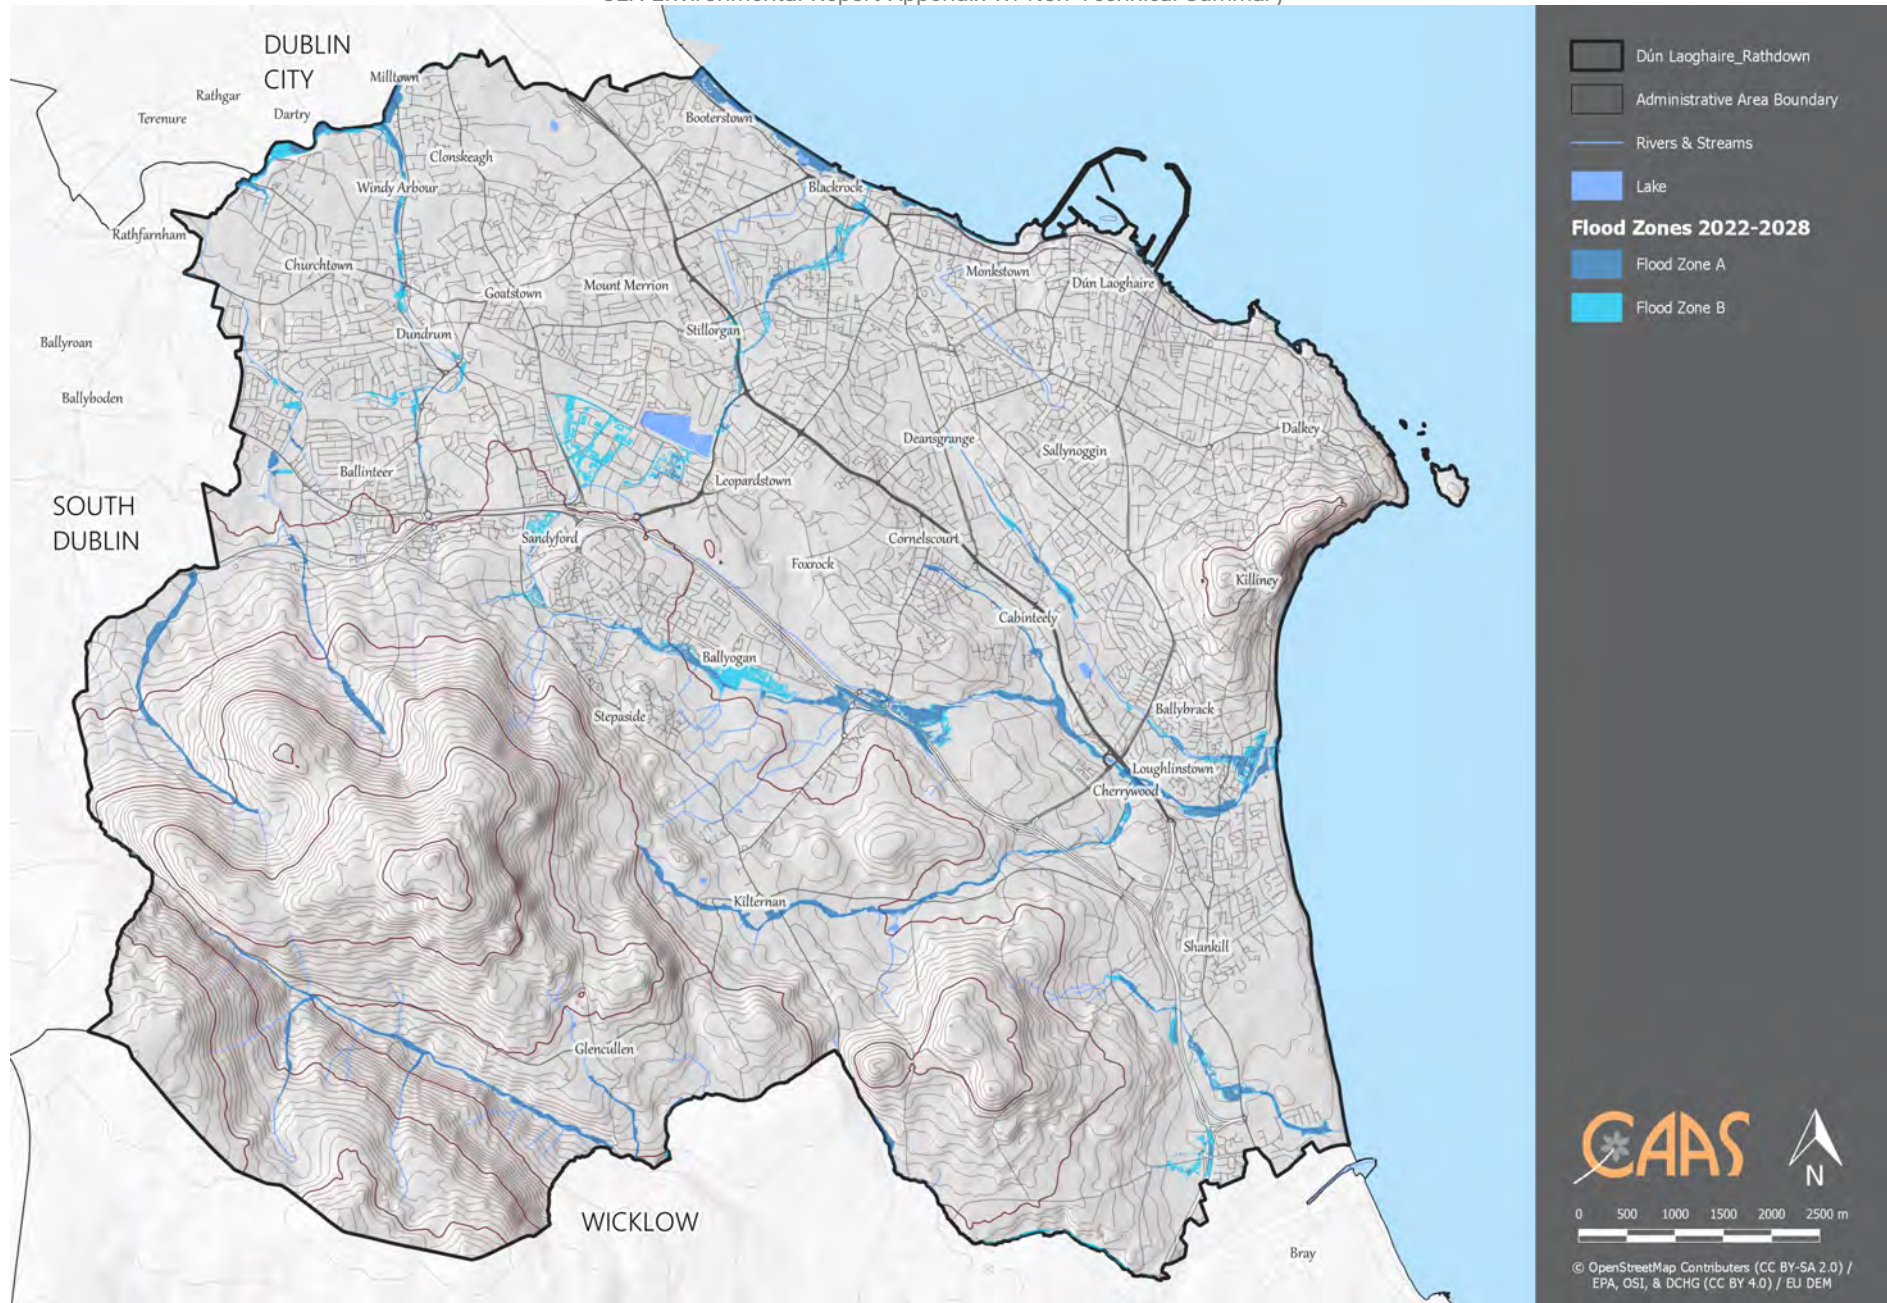 DUBLIN
CITY
Milltown
Rathgar
Terenure
Dartry
Booterstown
Clonskeagh
Windy Arbour
Blackrock
Rathfarnham
Churchtown
Goatstown
Mount Merrion
Monkstown
Dún Laoghaire
Ballyroan
Dundrum
Stillorgan
Ballyboden
Deansgrange
Sallynoggin
Dalkey
Ballinteer
Leopardstown
SOUTH
DUBLIN
Sandyford
Cornelscourt
Foxrock
Killiney
Cabinteely
Ballyogan
Stepaside
Ballybrack
Loughlinstown
Cherrywood
Kilternan
Shankill
Glencullen
WICKLOW
Bray
Dún Laoghaire_Rathdown
Administrative Area Boundary
Rivers & Streams
Lake
Flood Zones 2022-2028
Flood Zone A
Flood Zone B
CAAS
N
0 500 1000 1500 2000 2500 m
© OpenStreetMap Contributers (CC BY-SA 2.0) /
EPA, OSI, & DCHG (CC BY 4.0) / EU DEM